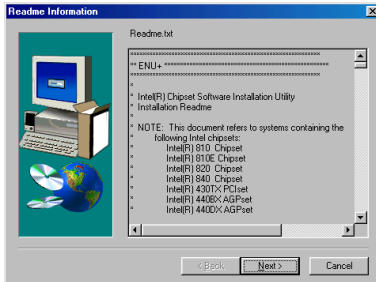 Readme Information
Readme.txt
************************************************************
** ENU+ **************************************************
************************************************************
*
* Intel(R) Chipset Software Installation Utility
* Installation Readme
*
* NOTE:  This document refers to systems containing the
*        following Intel chipsets:
*        Intel(R) 810  Chipset
*        Intel(R) 810E Chipset
*        Intel(R) 820  Chipset
*        Intel(R) 840  Chipset
*        Intel(R) 430TX PCIset
*        Intel(R) 440BX AGPset
*        Intel(R) 440DX AGPset
< Back
Next >
Cancel